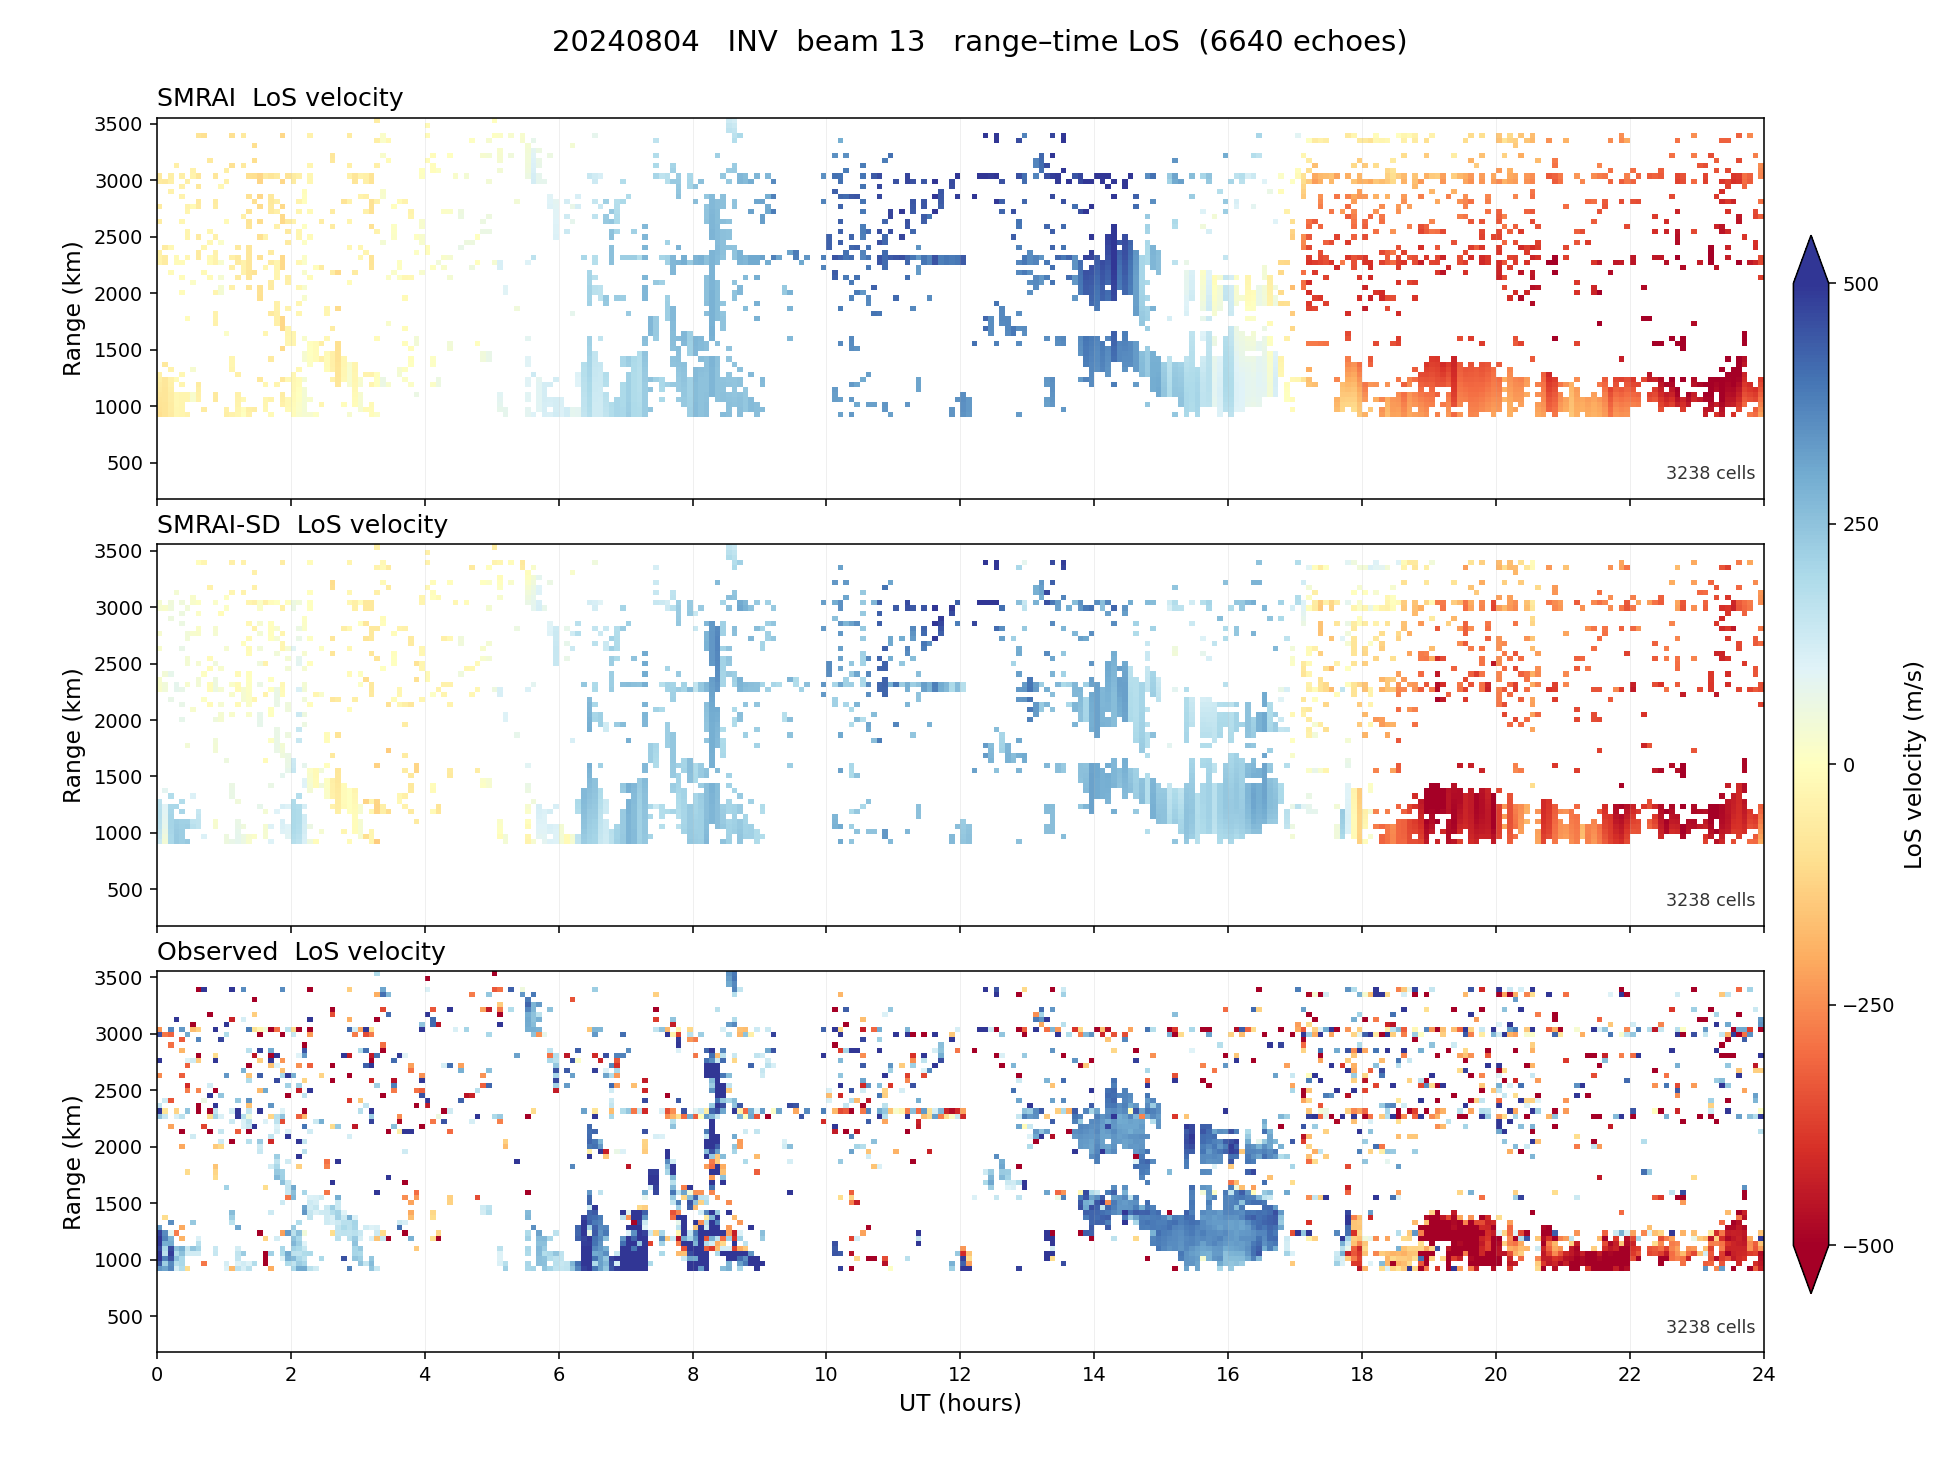 20240804   INV  beam 13   range–time LoS  (6640 echoes)
SMRAI  LoS velocity
3500
3000
2500
2000
1500
1000
500
Range (km)
3238 cells
SMRAI-SD  LoS velocity
3500
3000
2500
2000
1500
1000
500
Range (km)
3238 cells
Observed  LoS velocity
3500
3000
2500
2000
1500
1000
500
Range (km)
3238 cells
0 2 4 6 8 10 12 14 16 18 20 22 24
UT (hours)
500
250
0
−250
−500
LoS velocity (m/s)